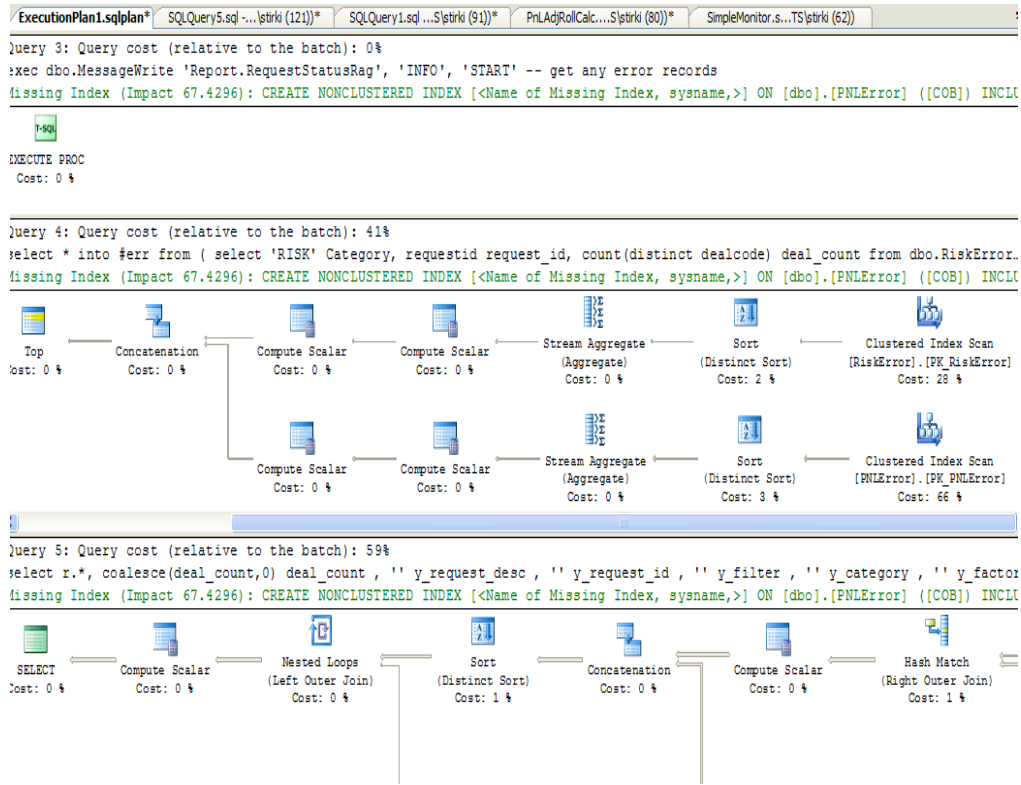 ExecutionPlan1.sqlplan* SQLQuery5.sql -...\stirki (121))* SQLQuery1.sql ...S\stirki (91))* PnLAdjRollCalc....S\stirki (80))* SimpleMonitor.s...TS\stirki (62))
Query 3: Query cost (relative to the batch): 0%
exec dbo.MessageWrite 'Report.RequestStatusRag', 'INFO', 'START' -- get any error records
Missing Index (Impact 67.4296): CREATE NONCLUSTERED INDEX [<Name of Missing Index, sysname,>] ON [dbo].[PNLError] ([COB]) INCLU
T-SQL
EXECUTE PROC
Cost: 0 %
Query 4: Query cost (relative to the batch): 41%
select * into #err from ( select 'RISK' Category, requestid request_id, count(distinct dealcode) deal_count from dbo.RiskError…
Missing Index (Impact 67.4296): CREATE NONCLUSTERED INDEX [<Name of Missing Index, sysname,>] ON [dbo].[PNLError] ([COB]) INCLU
Top Concatenation Compute Scalar Compute Scalar Stream Aggregate Sort Clustered Index Scan
Cost: 0 % Cost: 0 % Cost: 0 % Cost: 0 % (Aggregate) (Distinct Sort) [RiskError].[PK_RiskError]
Cost: 0 % Cost: 2 % Cost: 28 %
Compute Scalar Compute Scalar Stream Aggregate Sort Clustered Index Scan
Cost: 0 % Cost: 0 % (Aggregate) (Distinct Sort) [PNLError].[PK_PNLError]
Cost: 0 % Cost: 3 % Cost: 66 %
Query 5: Query cost (relative to the batch): 59%
select r.*, coalesce(deal_count,0) deal_count , '' y_request_desc , '' y_request_id , '' y_filter , '' y_category , '' y_factor
Missing Index (Impact 67.4296): CREATE NONCLUSTERED INDEX [<Name of Missing Index, sysname,>] ON [dbo].[PNLError] ([COB]) INCLU
SELECT Compute Scalar Nested Loops Sort Concatenation Compute Scalar Hash Match
Cost: 0 % Cost: 0 % (Left Outer Join) (Distinct Sort) Cost: 0 % Cost: 0 % (Right Outer Join)
Cost: 0 % Cost: 1 % Cost: 1 %